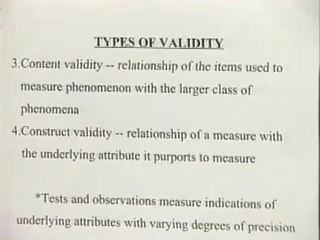 TYPES OF VALIDITY
3.Content validity -- relationship of the items used to
measure phenomenon with the larger class of
phenomena
4.Construct validity -- relationship of a measure with
the underlying attribute it purports to measure
*Tests and observations measure indications of
underlying attributes with varying degrees of precision